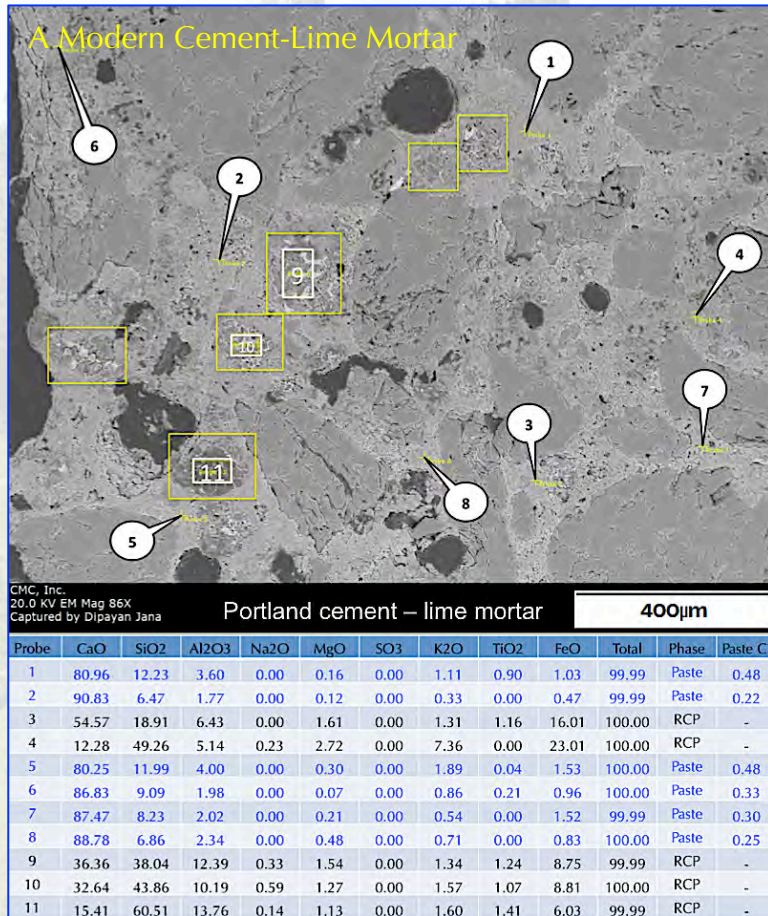 A Modern Cement-Lime Mortar
1
6
2
9
4
10
7
3
11
8
5
CMC, Inc.
20.0 KV EM Mag 86X
Captured by Dipayan Jana
Portland cement – lime mortar
400µm
Probe CaO SiO2 Al2O3 Na2O MgO SO3 K2O TiO2 FeO Total Phase Paste C
1 80.96 12.23 3.60 0.00 0.16 0.00 1.11 0.90 1.03 99.99 Paste 0.48
2 90.83 6.47 1.77 0.00 0.12 0.00 0.33 0.00 0.47 99.99 Paste 0.22
3 54.57 18.91 6.43 0.00 1.61 0.00 1.31 1.16 16.01 100.00 RCP -
4 12.28 49.26 5.14 0.23 2.72 0.00 7.36 0.00 23.01 100.00 RCP -
5 80.25 11.99 4.00 0.00 0.30 0.00 1.89 0.04 1.53 100.00 Paste 0.48
6 86.83 9.09 1.98 0.00 0.07 0.00 0.86 0.21 0.96 100.00 Paste 0.33
7 87.47 8.23 2.02 0.00 0.21 0.00 0.54 0.00 1.52 99.99 Paste 0.30
8 88.78 6.86 2.34 0.00 0.48 0.00 0.71 0.00 0.83 100.00 Paste 0.25
9 36.36 38.04 12.39 0.33 1.54 0.00 1.34 1.24 8.75 99.99 RCP -
10 32.64 43.86 10.19 0.59 1.27 0.00 1.57 1.07 8.81 100.00 RCP -
11 15.41 60.51 13.76 0.14 1.13 0.00 1.60 1.41 6.03 99.99 RCP -